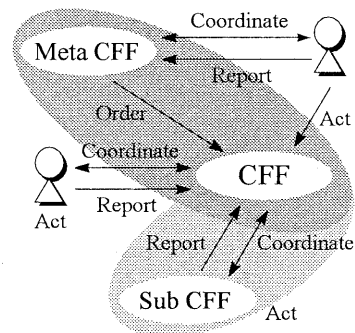 Coordinate
Meta CFF
Report
Order
Act
Coordinate
CFF
Act
Report
Report
Coordinate
Sub CFF
Act